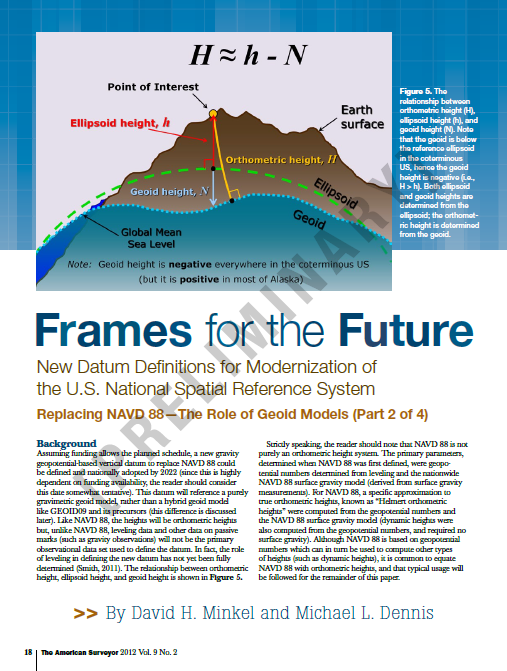 H ≈ h - N
Point of Interest
Ellipsoid height, h
Earth
surface
Orthometric height, H
Geoid height, N
Ellipsoid
Geoid
Global Mean
Sea Level
Note: Geoid height is negative everywhere in the coterminous US
(but it is positive in most of Alaska)
Figure 5. The
relationship between
orthometric height (H),
ellipsoid height (h), and
geoid height (N). Note
that the geoid is below
the reference ellipsoid
in the coterminous
US, hence the geoid
height is negative (i.e.,
H > h). Both ellipsoid
and geoid heights are
determined from the
ellipsoid; the orthomet-
ric height is determined
from the geoid.
PRELIMINARY
Frames for the Future
New Datum Definitions for Modernization of
the U.S. National Spatial Reference System
Replacing NAVD 88—The Role of Geoid Models (Part 2 of 4)
Background
Assuming funding allows the planned schedule, a new gravity
geopotential-based vertical datum to replace NAVD 88 could
be defined and nationally adopted by 2022 (since this is highly
dependent on funding availability, the reader should consider
this date somewhat tentative). This datum will reference a purely
gravimetric geoid model, rather than a hybrid geoid model
like GEOID09 and its precursors (this difference is discussed
later). Like NAVD 88, the heights will be orthometric heights
but, unlike NAVD 88, leveling data and other data on passive
marks (such as gravity observations) will not be the primary
observational data set used to define the datum. In fact, the role
of leveling in defining the new datum has not yet been fully
determined (Smith, 2011). The relationship between orthometric
height, ellipsoid height, and geoid height is shown in Figure 5.
Strictly speaking, the reader should note that NAVD 88 is not
purely an orthometric height system. The primary parameters,
determined when NAVD 88 was first defined, were geopo-
tential numbers determined from leveling and the nationwide
NAVD 88 surface gravity model (derived from surface gravity
measurements). For NAVD 88, a specific approximation to
true orthometric heights, known as "Helmert orthometric
heights" were computed from the geopotential numbers and
the NAVD 88 surface gravity model (dynamic heights were
also computed from the geopotential numbers, and required no
surface gravity). Although NAVD 88 is based on geopotential
numbers which can in turn be used to compute other types
of heights (such as dynamic heights), it is common to equate
NAVD 88 with orthometric heights, and that typical usage will
be followed for the remainder of this paper.
>> By David H. Minkel and Michael L. Dennis
18 The American Surveyor 2012 Vol. 9 No. 2